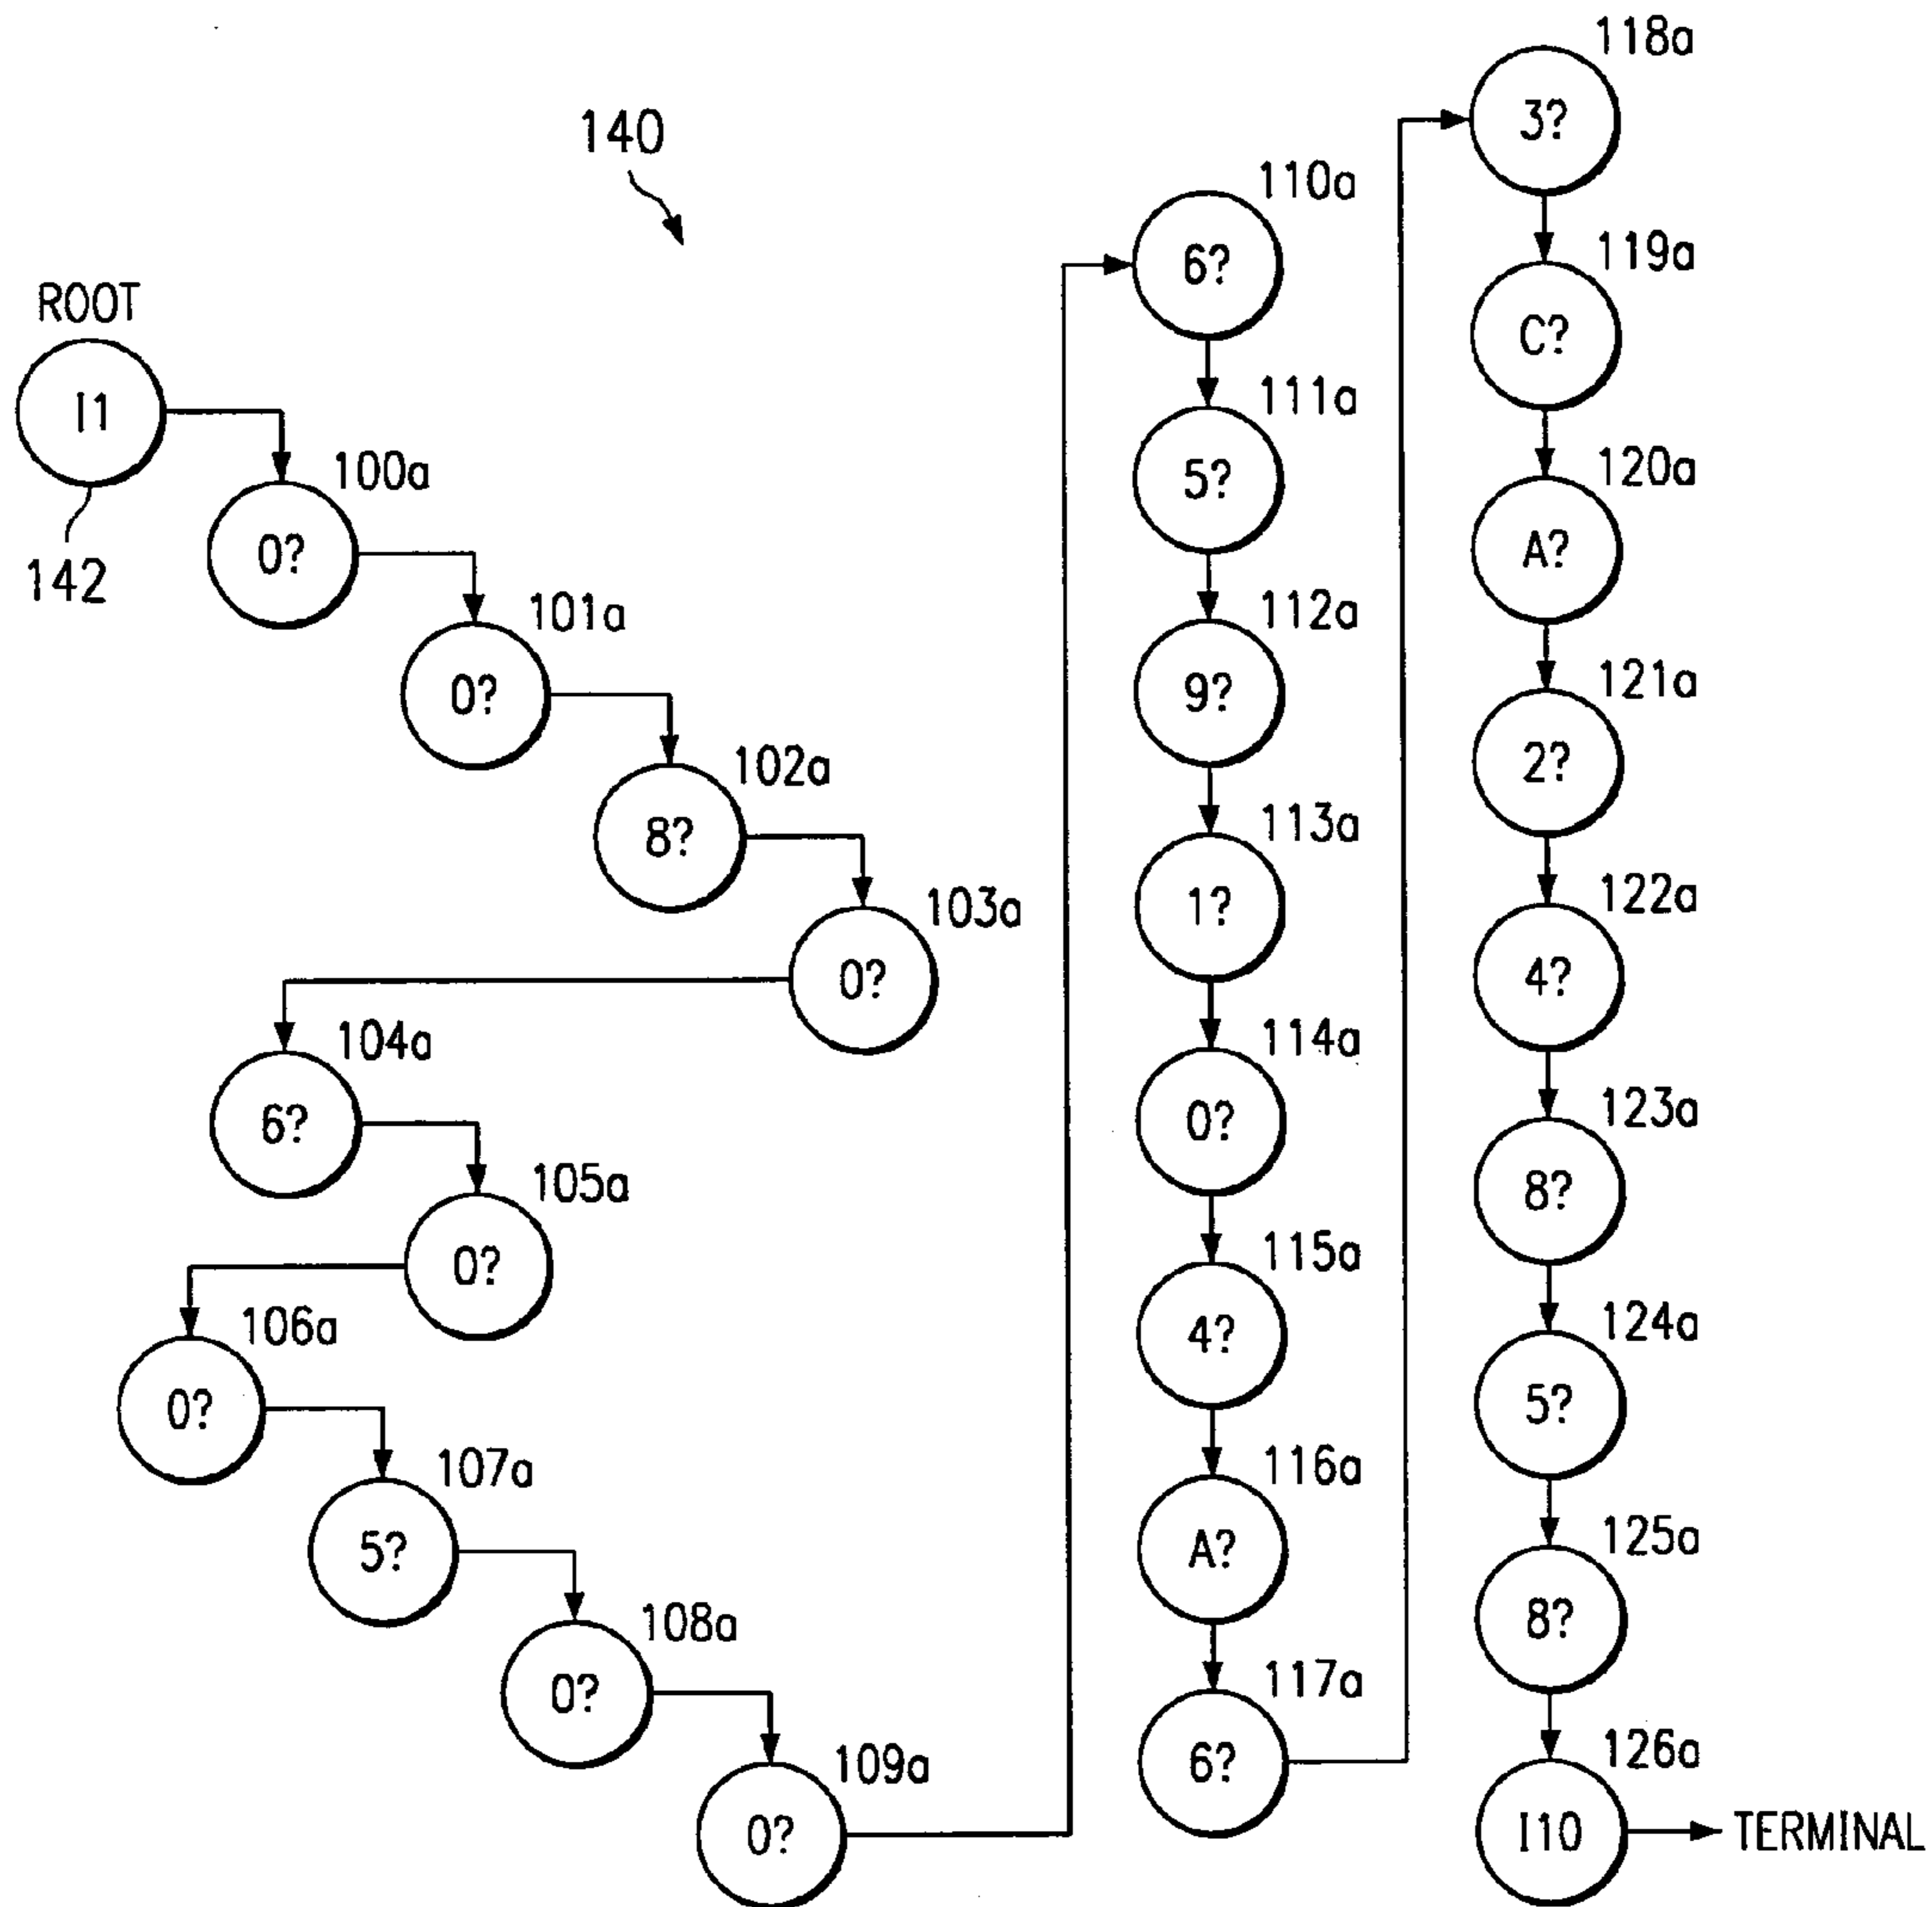 140
ROOT
I1
142
100a
0?
101a
0?
102a
8?
103a
0?
104a
6?
105a
0?
106a
0?
107a
5?
108a
0?
109a
0?
110a
6?
111a
5?
112a
9?
113a
1?
114a
0?
115a
4?
116a
A?
117a
6?
118a
3?
119a
C?
120a
A?
121a
2?
122a
4?
123a
8?
124a
5?
125a
8?
126a
I10
TERMINAL